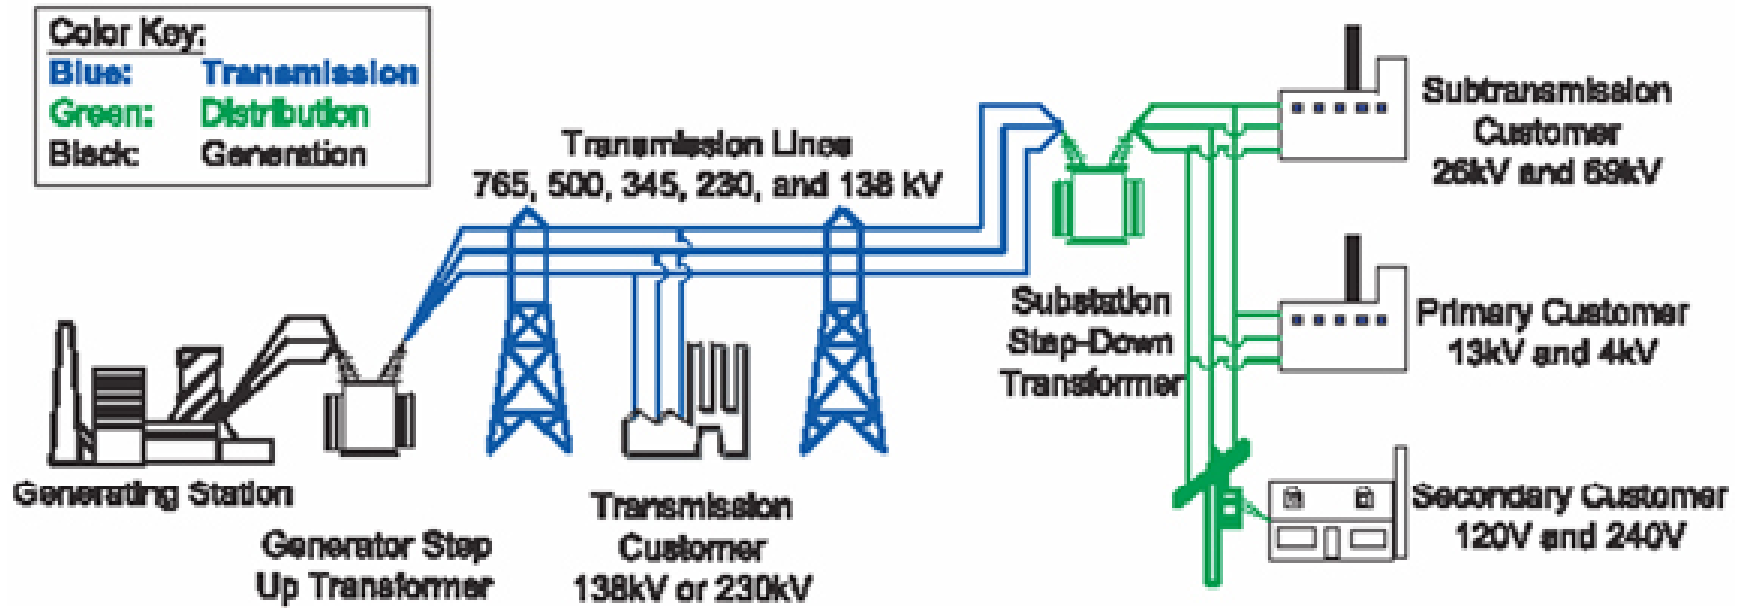 Color Key:
Blue: Transmission
Green: Distribution
Black: Generation
Transmission Lines
765, 500, 345, 230, and 138 kV
Subtransmission
Customer
26kV and 69kV
Substation
Step-Down
Transformer
Primary Customer
13kV and 4kV
Generating Station
Generator Step
Up Transformer
Transmission
Customer
138kV or 230kV
Secondary Customer
120V and 240V